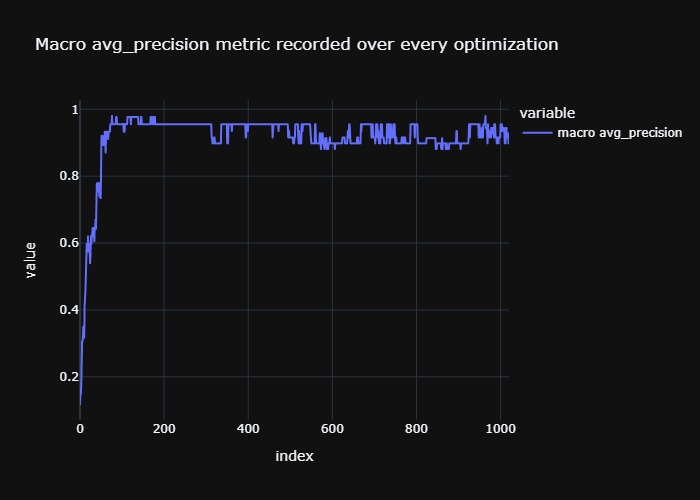 Macro avg_precision metric recorded over every optimization
variable
macro avg_precision
value
1
0.8
0.6
0.4
0.2
0 200 400 600 800 1000
index